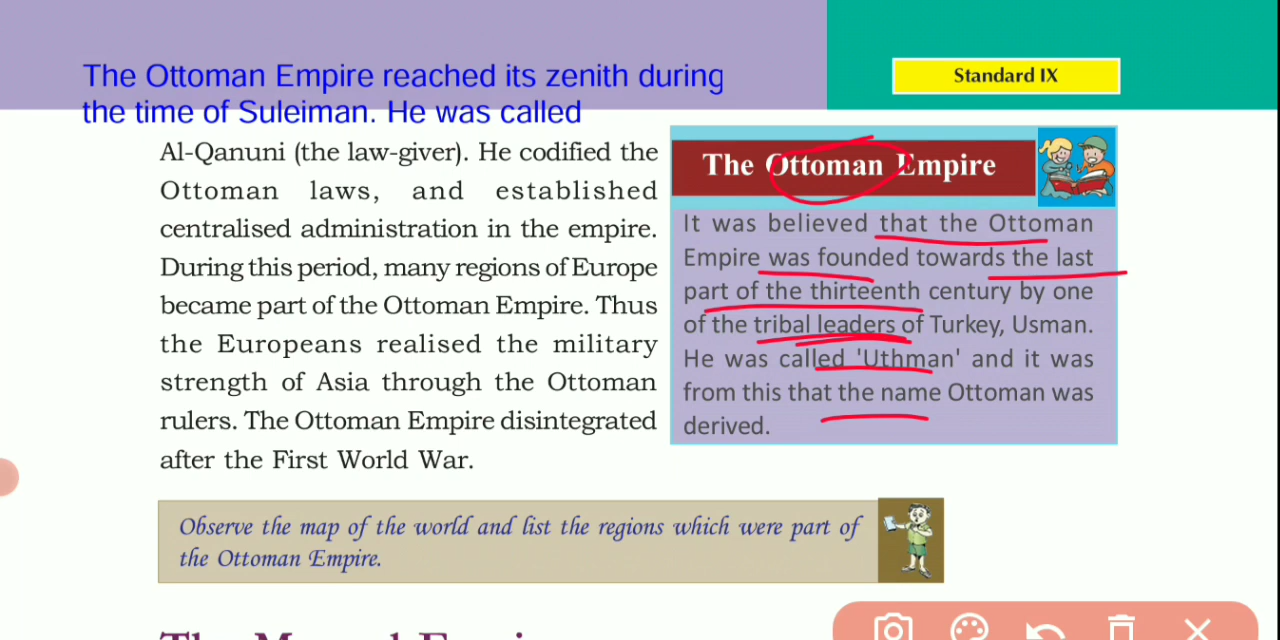 The Ottoman Empire reached its zenith during
the time of Suleiman. He was called
Standard IX
Al-Qanuni (the law-giver). He codified the
Ottoman laws, and established
centralised administration in the empire.
During this period, many regions of Europe
became part of the Ottoman Empire. Thus
the Europeans realised the military
strength of Asia through the Ottoman
rulers. The Ottoman Empire disintegrated
after the First World War.
The Ottoman Empire
It was believed that the Ottoman
Empire was founded towards the last
part of the thirteenth century by one
of the tribal leaders of Turkey, Usman.
He was called 'Uthman' and it was
from this that the name Ottoman was
derived.
Observe the map of the world and list the regions which were part of
the Ottoman Empire.